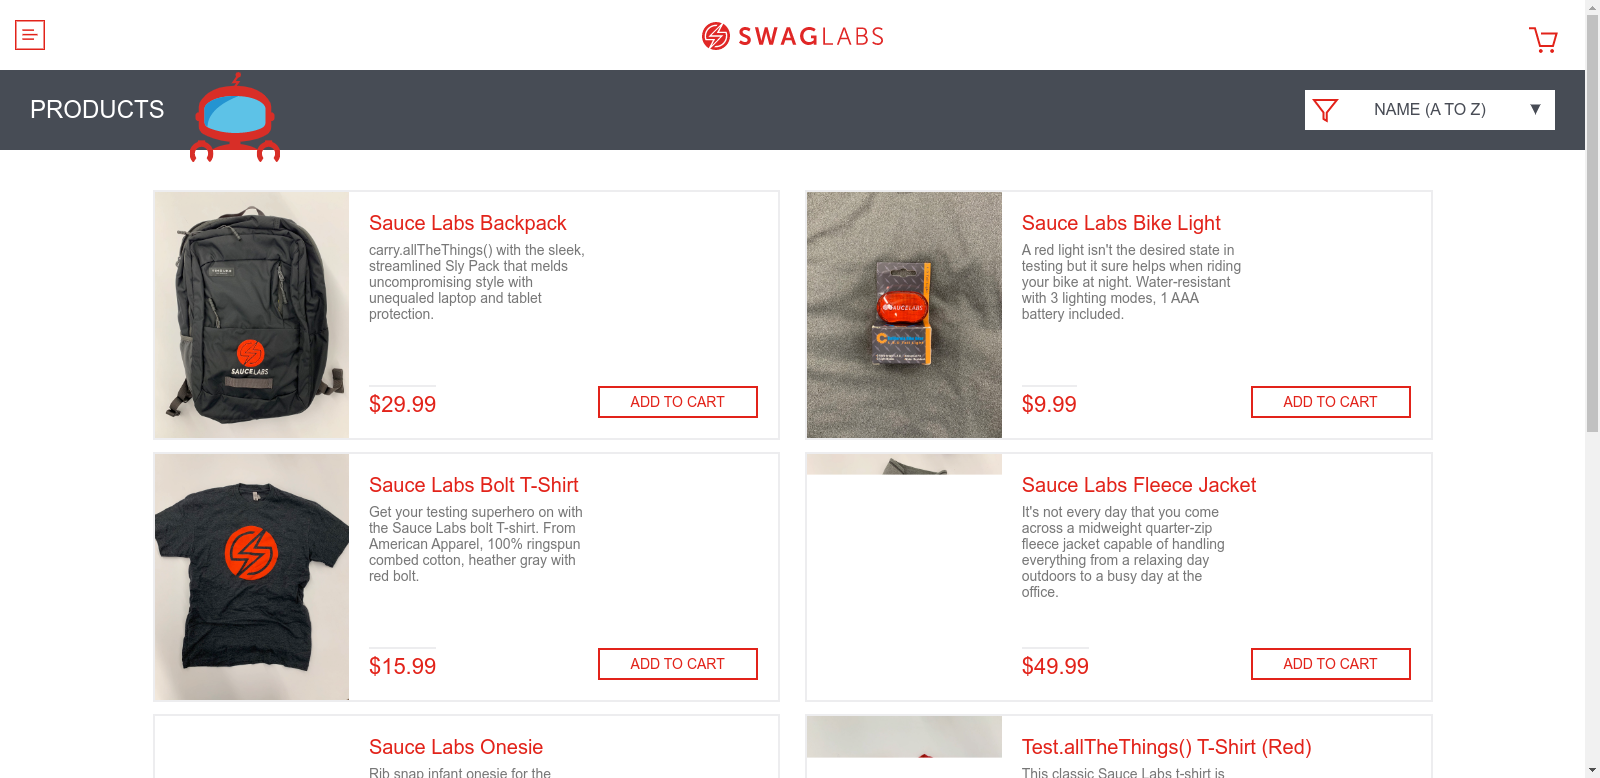 SWAGLABS
PRODUCTS
NAME (A TO Z)
Sauce Labs Backpack
carry.allTheThings() with the sleek,
streamlined Sly Pack that melds
uncompromising style with
unequaled laptop and tablet
protection.
SAUCELABS
$29.99
ADD TO CART
Sauce Labs Bike Light
A red light isn't the desired state in
testing but it sure helps when riding
your bike at night. Water-resistant
with 3 lighting modes, 1 AAA
battery included.
SAUCELABS
$9.99
ADD TO CART
Sauce Labs Bolt T-Shirt
Get your testing superhero on with
the Sauce Labs bolt T-shirt. From
American Apparel, 100% ringspun
combed cotton, heather gray with
red bolt.
$15.99
ADD TO CART
Sauce Labs Fleece Jacket
It's not every day that you come
across a midweight quarter-zip
fleece jacket capable of handling
everything from a relaxing day
outdoors to a busy day at the
office.
$49.99
ADD TO CART
Sauce Labs Onesie
Rib snap infant onesie for the
Test.allTheThings() T-Shirt (Red)
This classic Sauce Labs t-shirt is